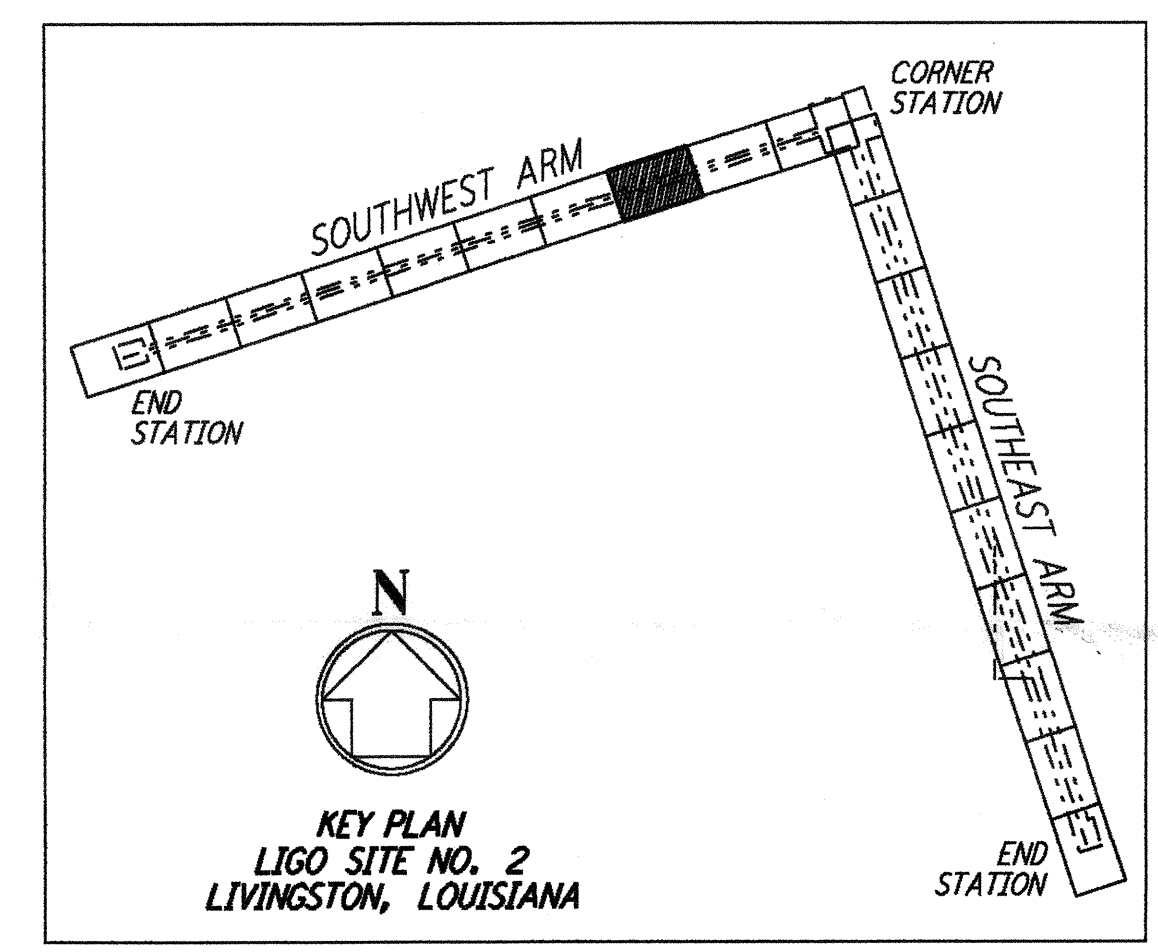 CORNER
STATION
SOUTHWEST ARM
END
STATION
SOUTHEAST ARM
N
KEY PLAN
LIGO SITE NO. 2
LIVINGSTON, LOUISIANA
END
STATION